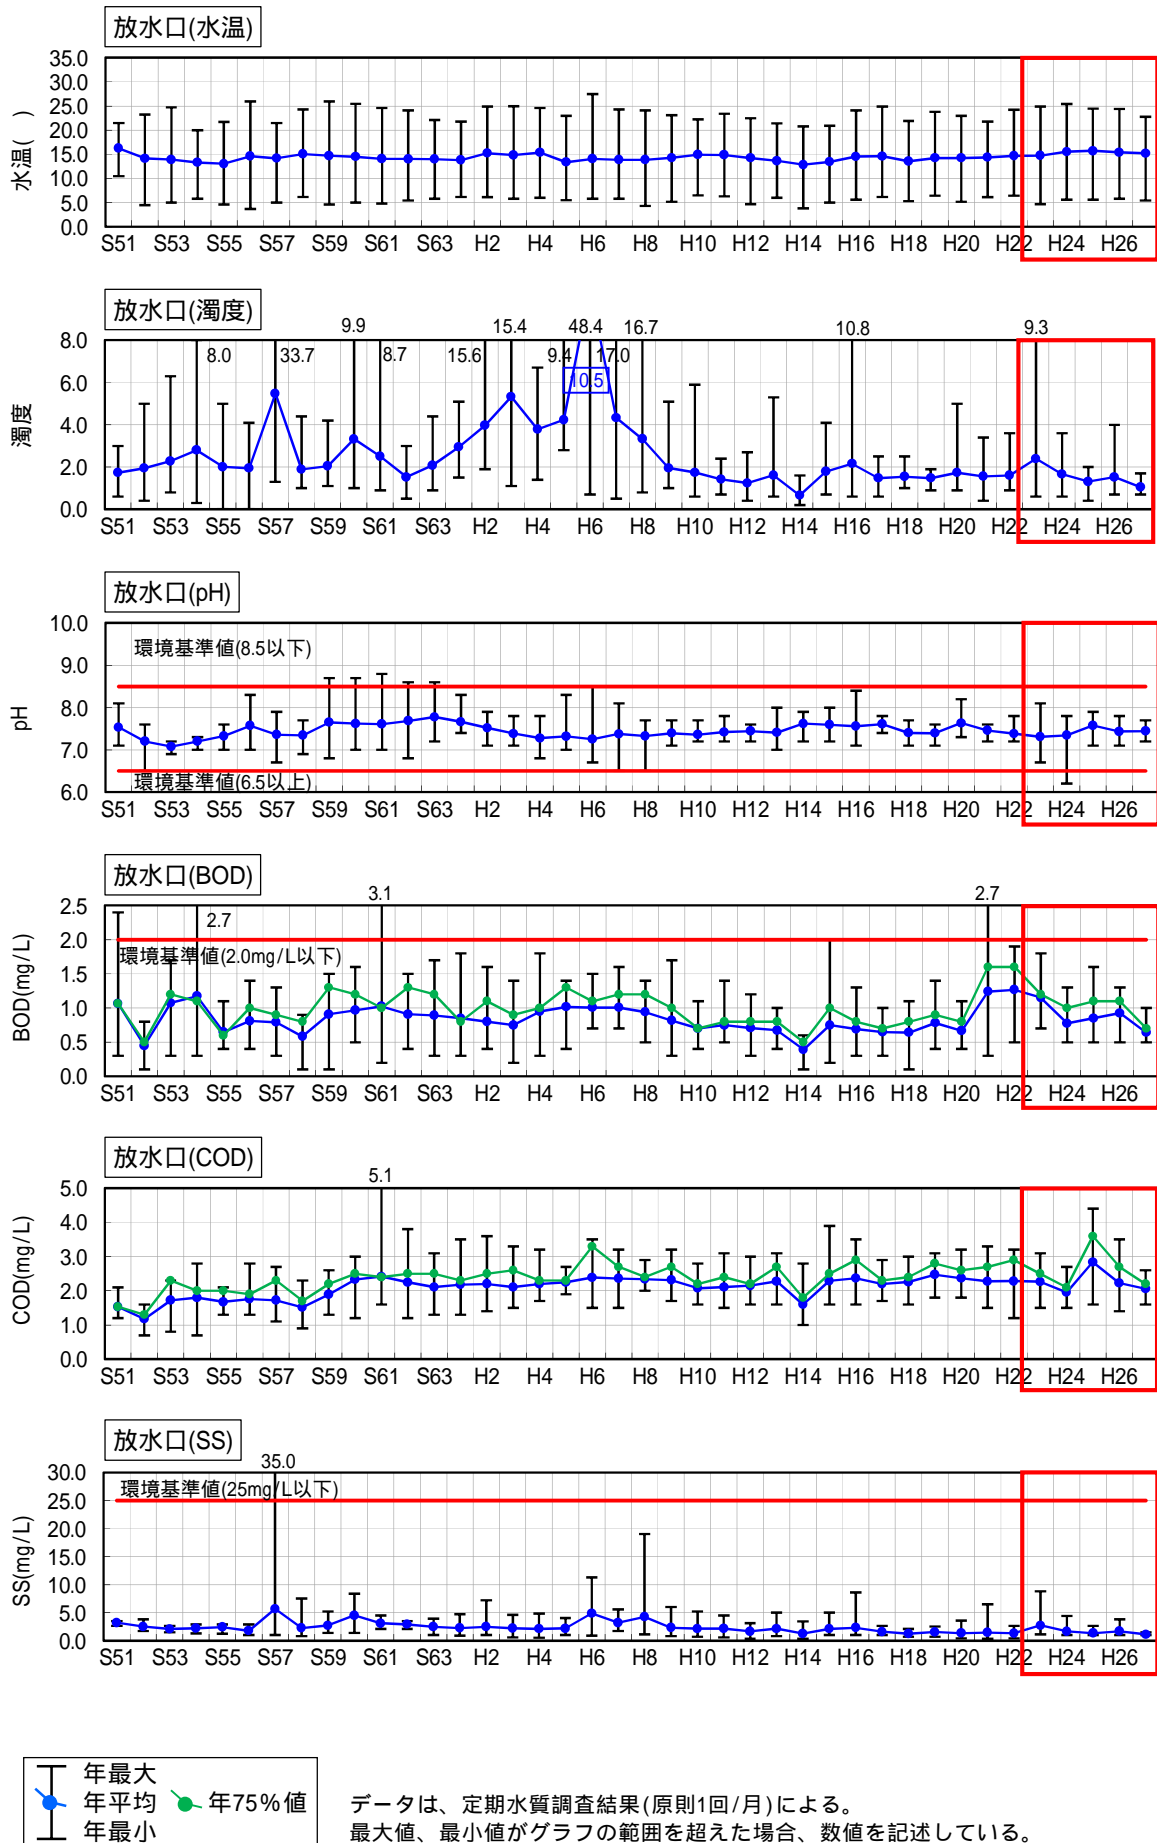 放水口(水温)
35.0
30.0
25.0
20.0
15.0
10.0
5.0
0.0
水温(　)
S51 S53 S55 S57 S59 S61 S63 H2 H4 H6 H8 H10 H12 H14 H16 H18 H20 H22 H24 H26
放水口(濁度)
9.9 15.4 48.4 16.7 10.8 9.3
8.0 33.7 8.7 15.6 9.4 17.0
10.5
8.0
6.0
4.0
2.0
0.0
濁度
S51 S53 S55 S57 S59 S61 S63 H2 H4 H6 H8 H10 H12 H14 H16 H18 H20 H22 H24 H26
放水口(pH)
10.0
9.0
8.0
7.0
6.0
pH
環境基準値(8.5以下)
環境基準値(6.5以上)
S51 S53 S55 S57 S59 S61 S63 H2 H4 H6 H8 H10 H12 H14 H16 H18 H20 H22 H24 H26
放水口(BOD)
3.1 2.7
2.7
2.5
2.0
1.5
1.0
0.5
0.0
BOD(mg/L)
環境基準値(2.0mg/L以下)
S51 S53 S55 S57 S59 S61 S63 H2 H4 H6 H8 H10 H12 H14 H16 H18 H20 H22 H24 H26
放水口(COD)
5.1
5.0
4.0
3.0
2.0
1.0
0.0
COD(mg/L)
S51 S53 S55 S57 S59 S61 S63 H2 H4 H6 H8 H10 H12 H14 H16 H18 H20 H22 H24 H26
放水口(SS)
35.0
30.0
25.0
20.0
15.0
10.0
5.0
0.0
SS(mg/L)
環境基準値(25mg/L以下)
S51 S53 S55 S57 S59 S61 S63 H2 H4 H6 H8 H10 H12 H14 H16 H18 H20 H22 H24 H26
年最大
年平均 年75%値
年最小
データは、定期水質調査結果(原則1回/月)による。
最大値、最小値がグラフの範囲を超えた場合、数値を記述している。